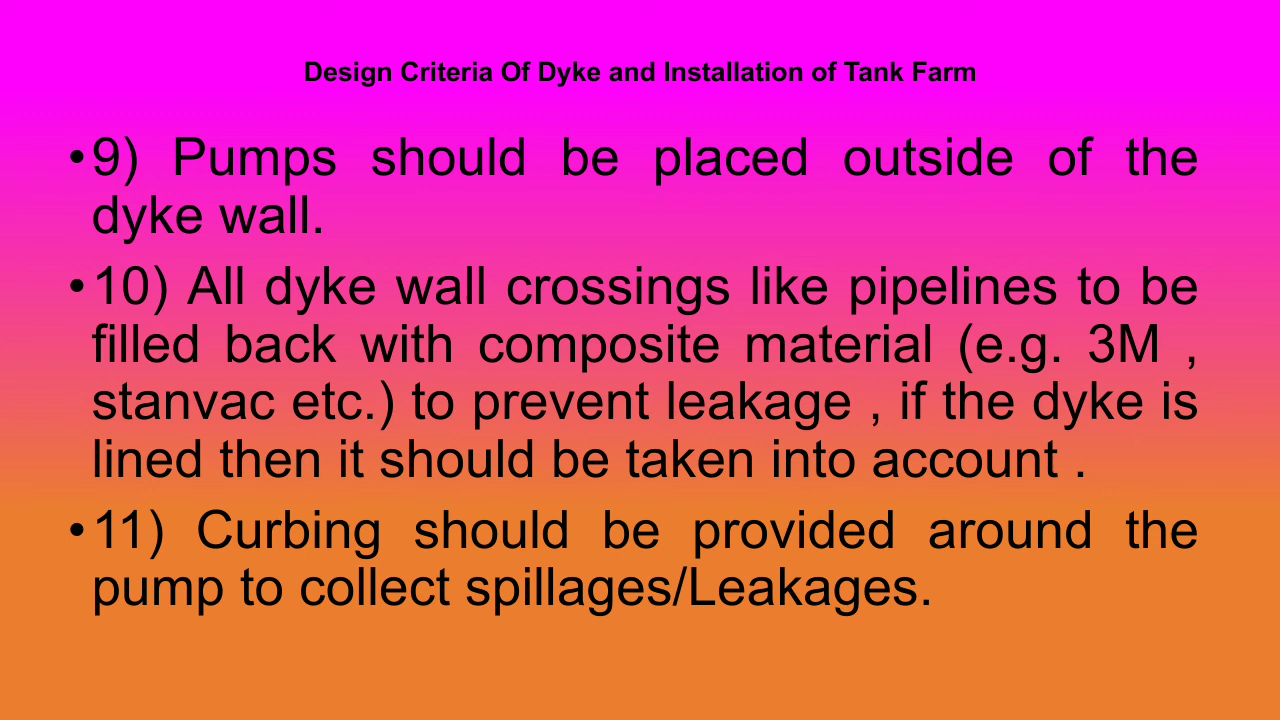 Design Criteria Of Dyke and Installation of Tank Farm
•9) Pumps should be placed outside of the
dyke wall.
•10) All dyke wall crossings like pipelines to be
filled back with composite material (e.g. 3M ,
stanvac etc.) to prevent leakage , if the dyke is
lined then it should be taken into account .
•11) Curbing should be provided around the
pump to collect spillages/Leakages.